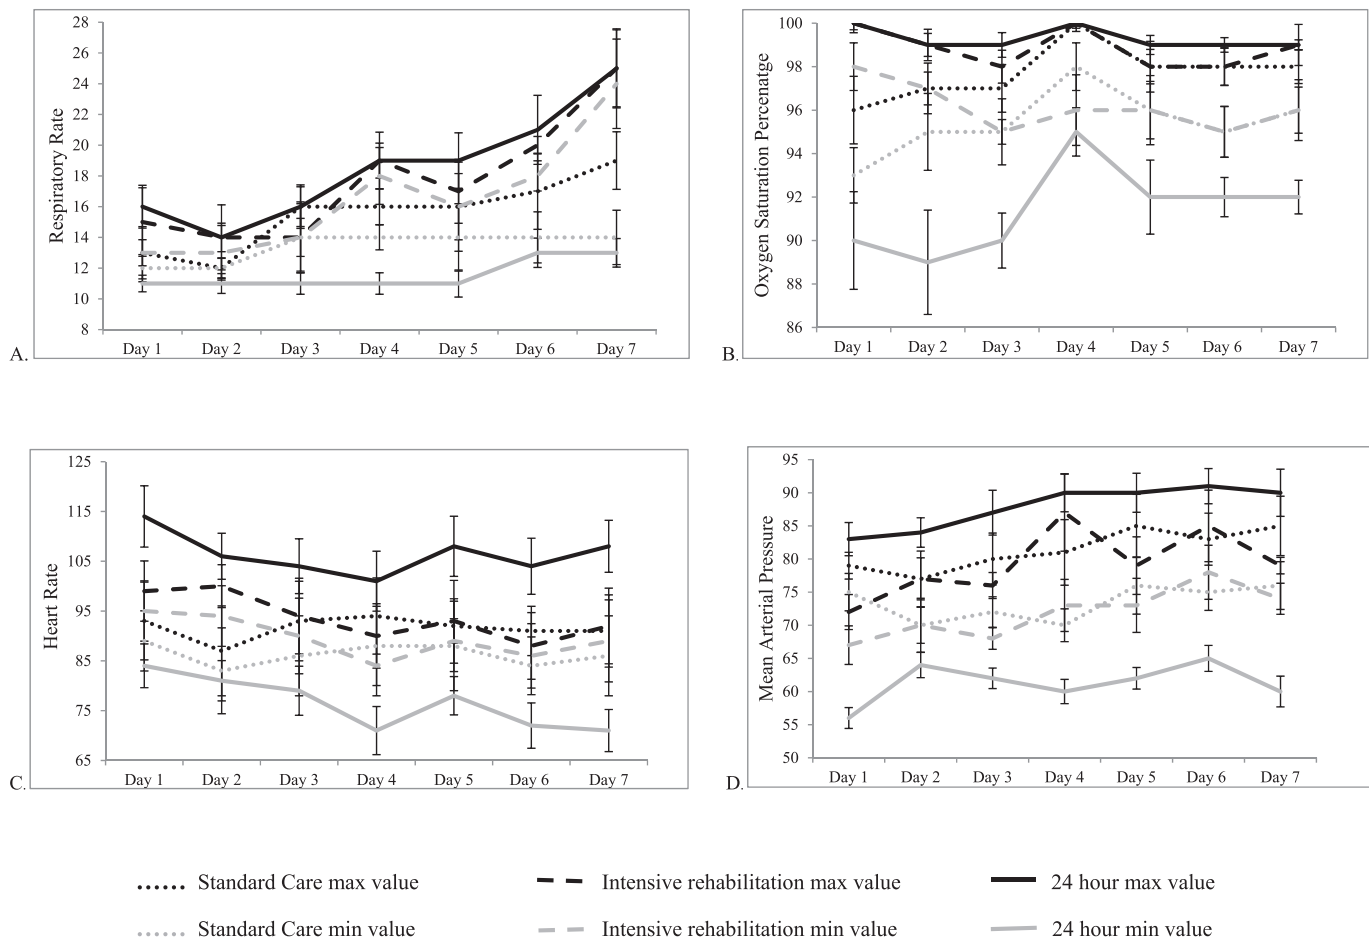 28
26
24
22
20
18
16
14
12
10
8
Respiratory Rate
Day 1 Day 2 Day 3 Day 4 Day 5 Day 6 Day 7
A.
100
98
96
94
92
90
88
86
Oxygen Saturation Percenatge
Day 1 Day 2 Day 3 Day 4 Day 5 Day 6 Day 7
B.
125
115
105
95
85
75
65
Heart Rate
Day 1 Day 2 Day 3 Day 4 Day 5 Day 6 Day 7
C.
95
90
85
80
75
70
65
60
55
50
Mean Arterial Pressure
Day 1 Day 2 Day 3 Day 4 Day 5 Day 6 Day 7
D.
Standard Care max value Intensive rehabilitation max value 24 hour max value
Standard Care min value Intensive rehabilitation min value 24 hour min value